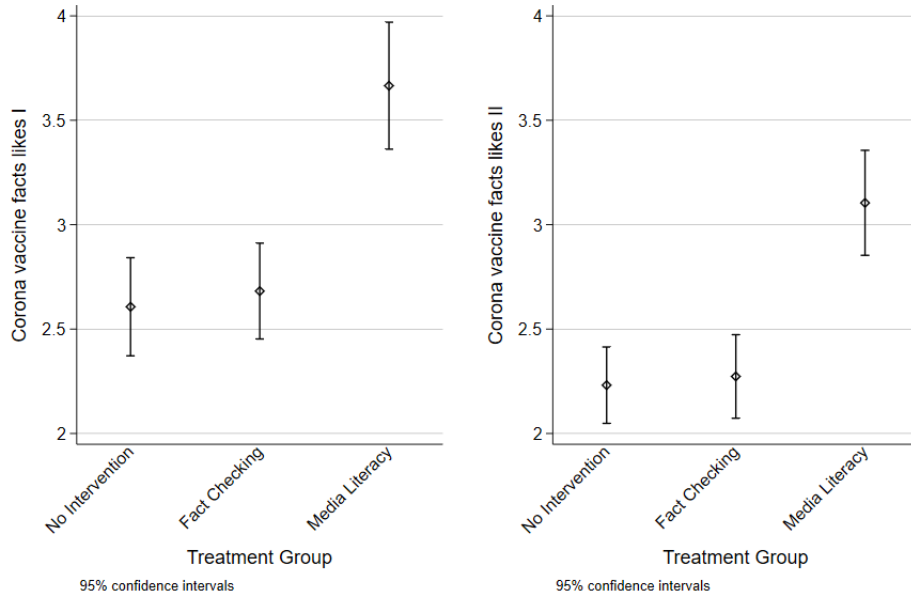 Corona vaccine facts likes I
4
3.5
3
2.5
2
No Intervention
Fact Checking
Media Literacy
Treatment Group
95% confidence intervals
Corona vaccine facts likes II
4
3.5
3
2.5
2
No Intervention
Fact Checking
Media Literacy
Treatment Group
95% confidence intervals